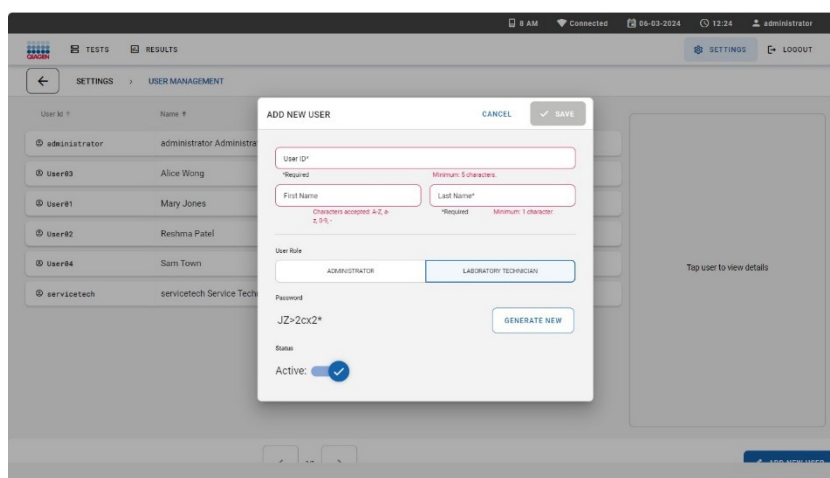 8 AM Connected 06-03-2024 12:24 administrator
QIAGEN TESTS RESULTS SETTINGS LOGOUT
SETTINGS > USER MANAGEMENT
User Id Name
administrator administrator Administra
User03 Alice Wong
User01 Mary Jones
User02 Reshma Patel
User04 Sam Town
servicetech servicetech Service Techn
ADD NEW USER CANCEL SAVE
User ID*
*Required Minimum: 5 characters.
First Name Last Name*
Characters accepted: A-Z, a-
z, 0-9, - *Required Minimum: 1 character
User Role
ADMINISTRATOR LABORATORY TECHNICIAN
Password
JZ>2cx2* GENERATE NEW
Status
Active:
Tap user to view details
ADD NEW USER